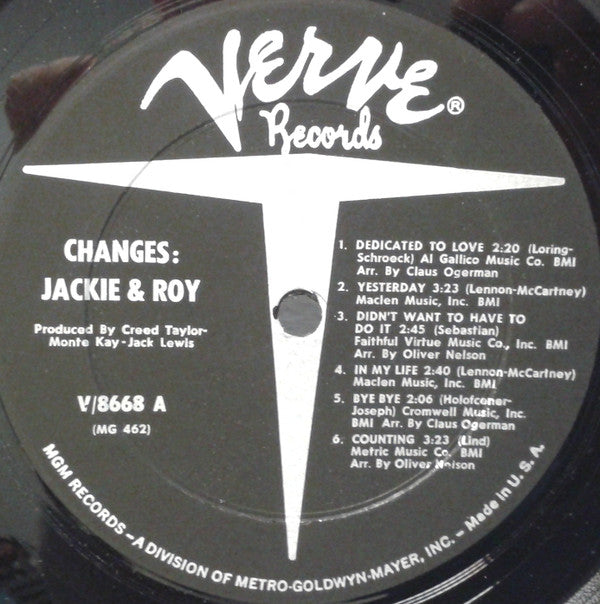 VERVE®
Records
CHANGES:
JACKIE & ROY
Produced By Creed Taylor-
Monte Kay-Jack Lewis
V/8668 A
(MG 462)
1. DEDICATED TO LOVE 2:20 (Loring-
Schroeck) Al Gallico Music Co. BMI
Arr. By Claus Ogerman
2. YESTERDAY 3:23 (Lennon-McCartney)
Maclen Music, Inc. BMI
3. DIDN'T WANT TO HAVE TO
DO IT 2:45 (Sebastian)
Faithful Virtue Music Co., Inc. BMI
Arr. By Oliver Nelson
4. IN MY LIFE 2:40 (Lennon-McCartney)
Maclen Music, Inc. BMI
5. BYE BYE 2:06 (Holofcener-
Joseph) Cromwell Music, Inc.
BMI Arr. By Claus Ogerman
6. COUNTING 3:23 (Lind)
Metric Music Co. BMI
Arr. By Oliver Nelson
MGM RECORDS – A DIVISION OF METRO-GOLDWYN-MAYER, INC. – Made in U. S. A.